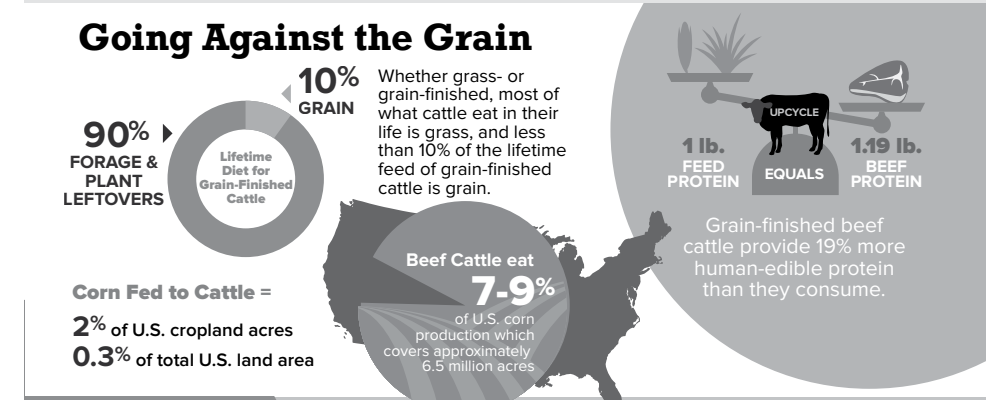 Going Against the Grain
10%
GRAIN
90%
FORAGE &
PLANT
LEFTOVERS
Lifetime
Diet for
Grain-Finished
Cattle
Whether grass- or
grain-finished, most of
what cattle eat in their
life is grass, and less
than 10% of the lifetime
feed of grain-finished
cattle is grain.
Corn Fed to Cattle =
2% of U.S. cropland acres
0.3% of total U.S. land area
Beef Cattle eat
7-9%
of U.S. corn
production which
covers approximately
6.5 million acres
UPCYCLE
1 lb.
FEED
PROTEIN
EQUALS
1.19 lb.
BEEF
PROTEIN
Grain-finished beef
cattle provide 19% more
human-edible protein
than they consume.